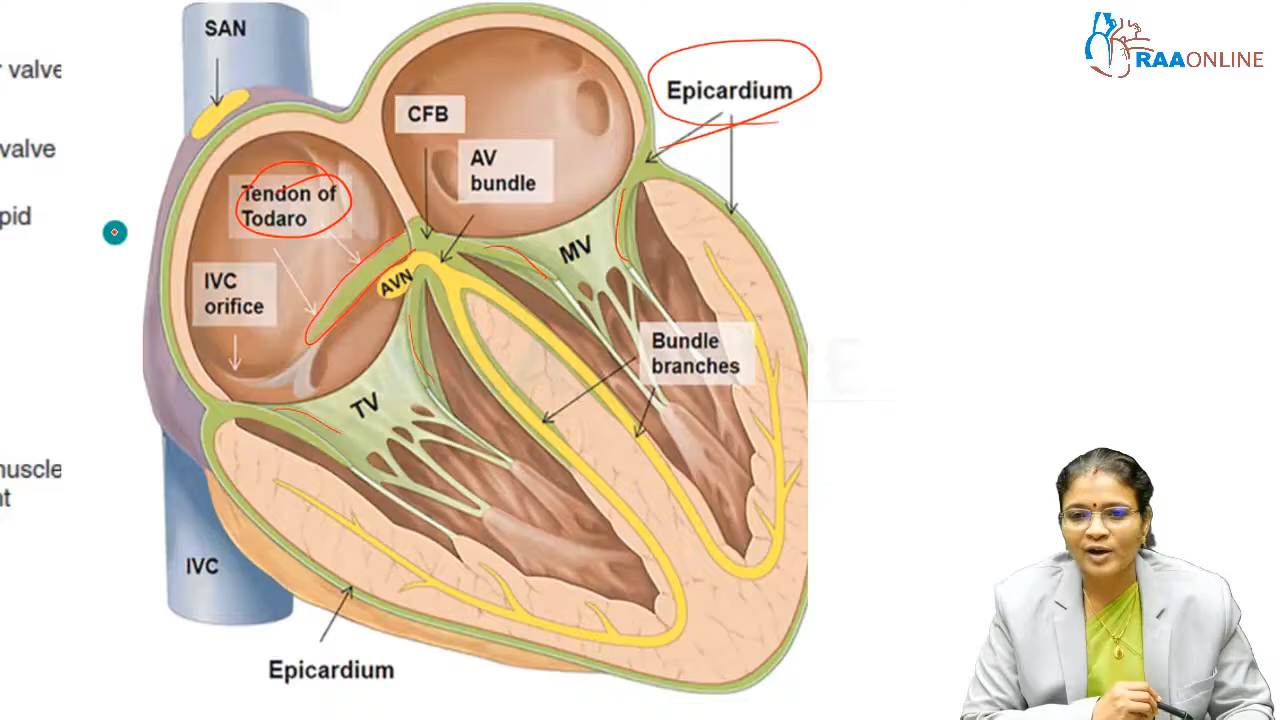 SAN
r valve
valve
pid
nuscle
nt
CFB
AV
bundle
Epicardium
Tendon of
Todaro
IVC
orifice
AVN
MV
TV
Bundle
branches
IVC
Epicardium
RAAONLINE